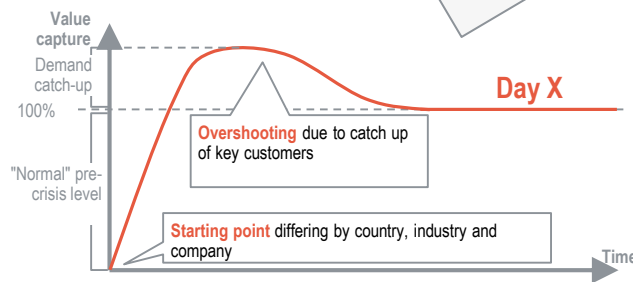 Value
capture
Demand
catch-up
100%
Day X
Overshooting due to catch up
of key customers
"Normal" pre-
crisis level
Starting point differing by country, industry and
company
Time